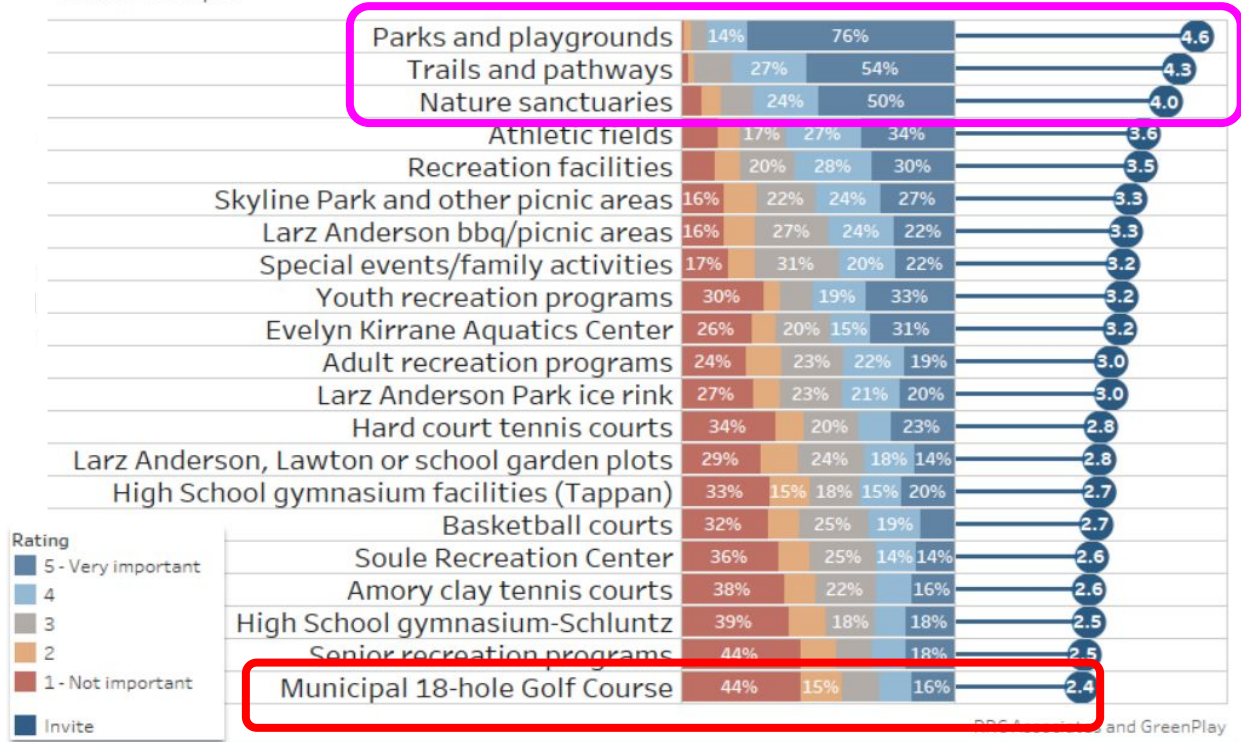 Parks and playgrounds 14% 76% 4.6
Trails and pathways 27% 54% 4.3
Nature sanctuaries 24% 50% 4.0
Athletic fields 17% 27% 34% 3.6
Recreation facilities 20% 28% 30% 3.5
Skyline Park and other picnic areas 16% 22% 24% 27% 3.3
Larz Anderson bbq/picnic areas 16% 27% 24% 22% 3.3
Special events/family activities 17% 31% 20% 22% 3.2
Youth recreation programs 30% 19% 33% 3.2
Evelyn Kirrane Aquatics Center 26% 20% 15% 31% 3.2
Adult recreation programs 24% 23% 22% 19% 3.0
Larz Anderson Park ice rink 27% 23% 21% 20% 3.0
Hard court tennis courts 34% 20% 23% 2.8
Larz Anderson, Lawton or school garden plots 29% 24% 18% 14% 2.8
High School gymnasium facilities (Tappan) 33% 15% 18% 15% 20% 2.7
Basketball courts 32% 25% 19% 2.7
Soule Recreation Center 36% 25% 14% 14% 2.6
Amory clay tennis courts 38% 22% 16% 2.6
High School gymnasium-Schluntz 39% 18% 18% 2.5
Senior recreation programs 44% 18% 2.5
Municipal 18-hole Golf Course 44% 15% 16% 2.4
Rating
5 - Very important
4
3
2
1 - Not important
Invite
RRC Associates and GreenPlay